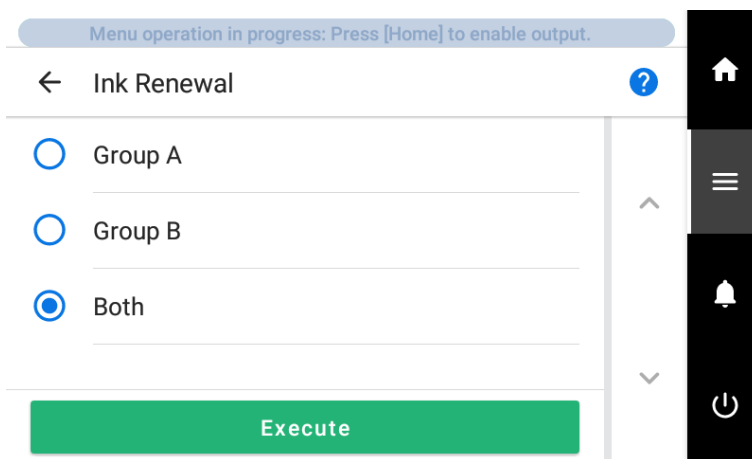 Menu operation in progress: Press [Home] to enable output.
Ink Renewal
?
Group A
Group B
Both
Execute